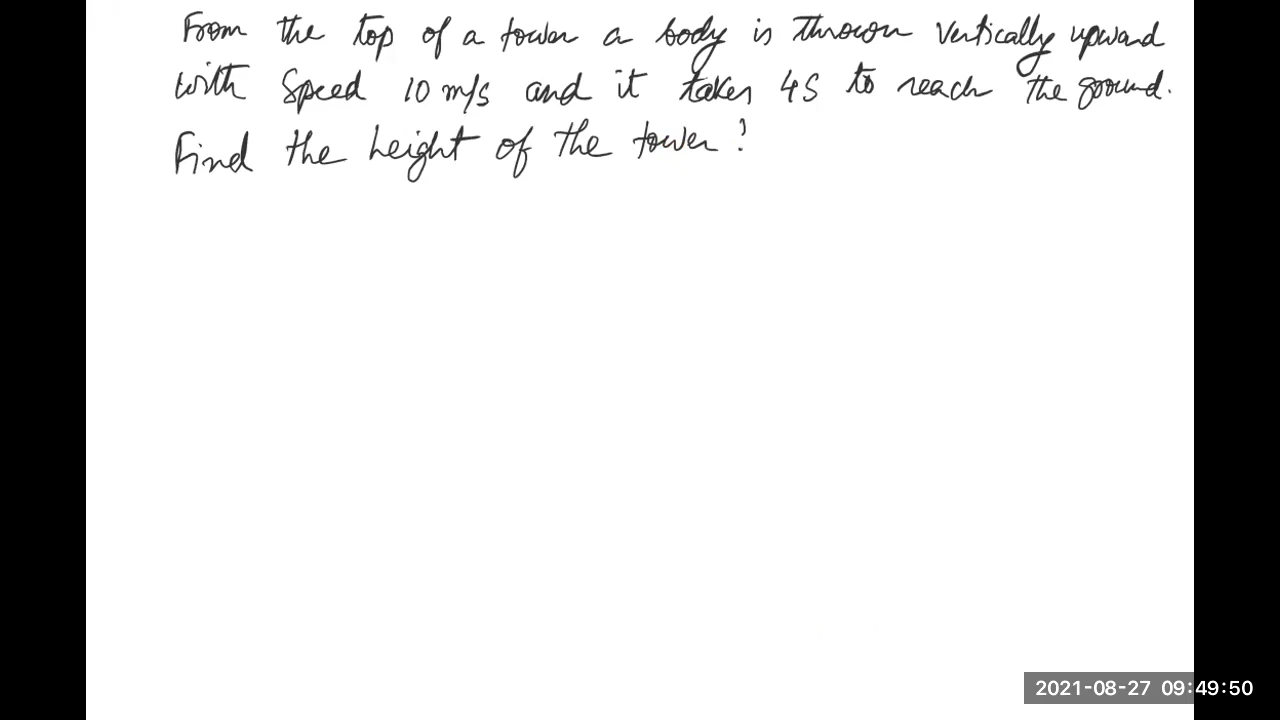 From the top of a tower a body is thrown vertically upward
with speed 10 m/s and it takes 4S to reach the ground.
Find the height of the tower?
2021-08-27 09:49:50